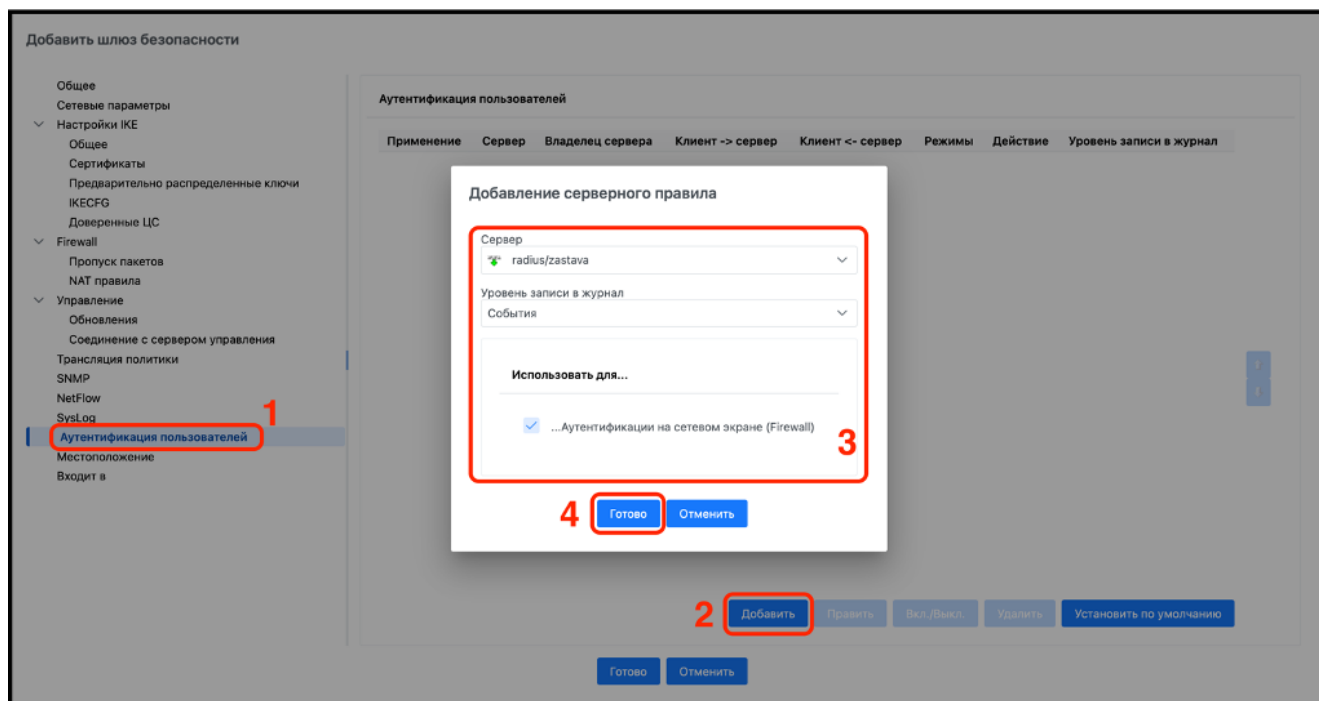 Добавить шлюз безопасности
Общее
Сетевые параметры
Настройки IKE
Общее
Сертификаты
Предварительно распределенные ключи
IKECFG
Доверенные ЦС
Firewall
Пропуск пакетов
NAT правила
Управление
Обновления
Соединение с сервером управления
Трансляция политики
SNMP
NetFlow
SysLog
1
Аутентификация пользователей
Местоположение
Входит в
Аутентификация пользователей
Применение Сервер Владелец сервера Клиент -> сервер Клиент <- сервер Режимы Действие Уровень записи в журнал
Добавление серверного правила
Сервер
radius/zastava
Уровень записи в журнал
События
Использовать для...
...Аутентификации на сетевом экране (Firewall)
3
4 Готово Отменить
2 Добавить Править Вкл./Выкл. Удалить Установить по умолчанию
Готово Отменить